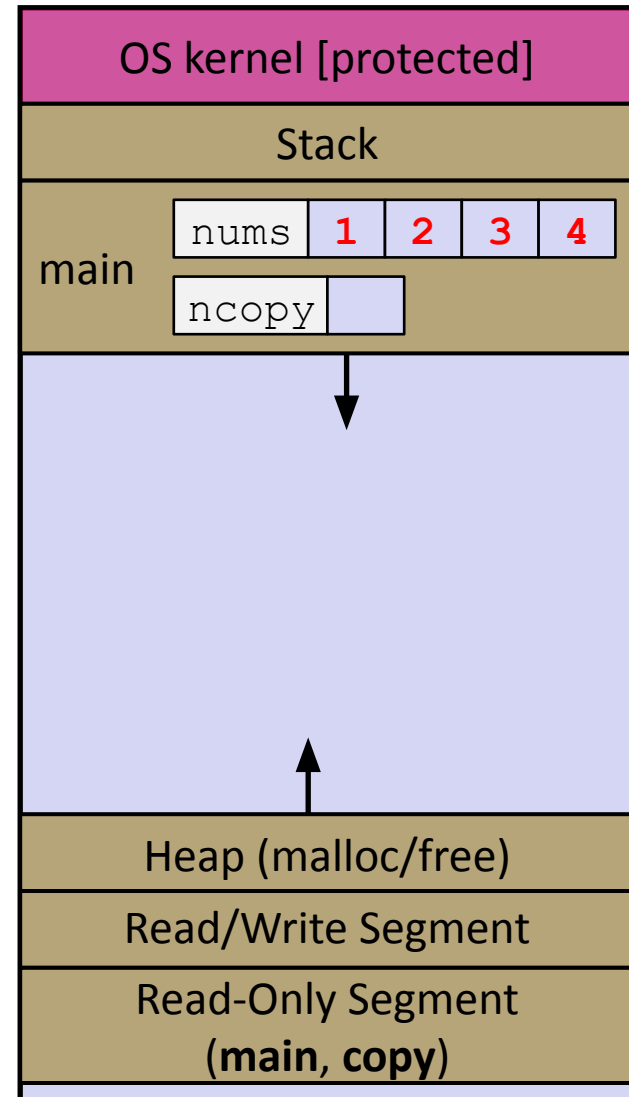 OS kernel [protected]
Stack
main
nums 1 2 3 4
ncopy
Heap (malloc/free)
Read/Write Segment
Read-Only Segment
(main, copy)